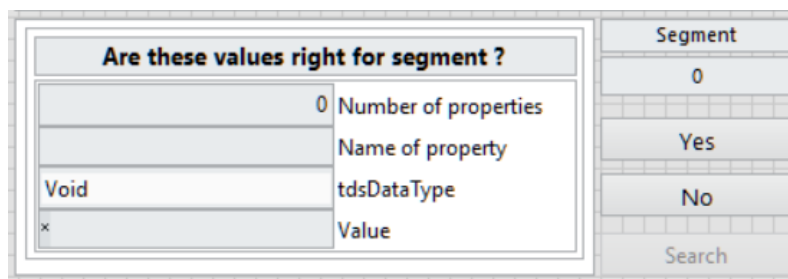 Are these values right for segment ?
0 Number of properties
Name of property
Void tdsDataType
× Value
Segment
0
Yes
No
Search